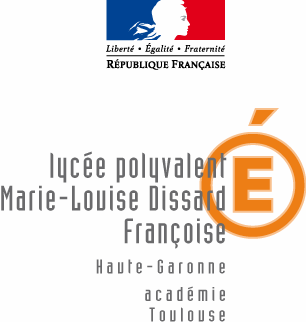 Liberté • Égalité • Fraternité
RÉPUBLIQUE FRANÇAISE
lycée polyvalent
Marie-Louise Dissard
Françoise
É
Haute-Garonne
académie
Toulouse